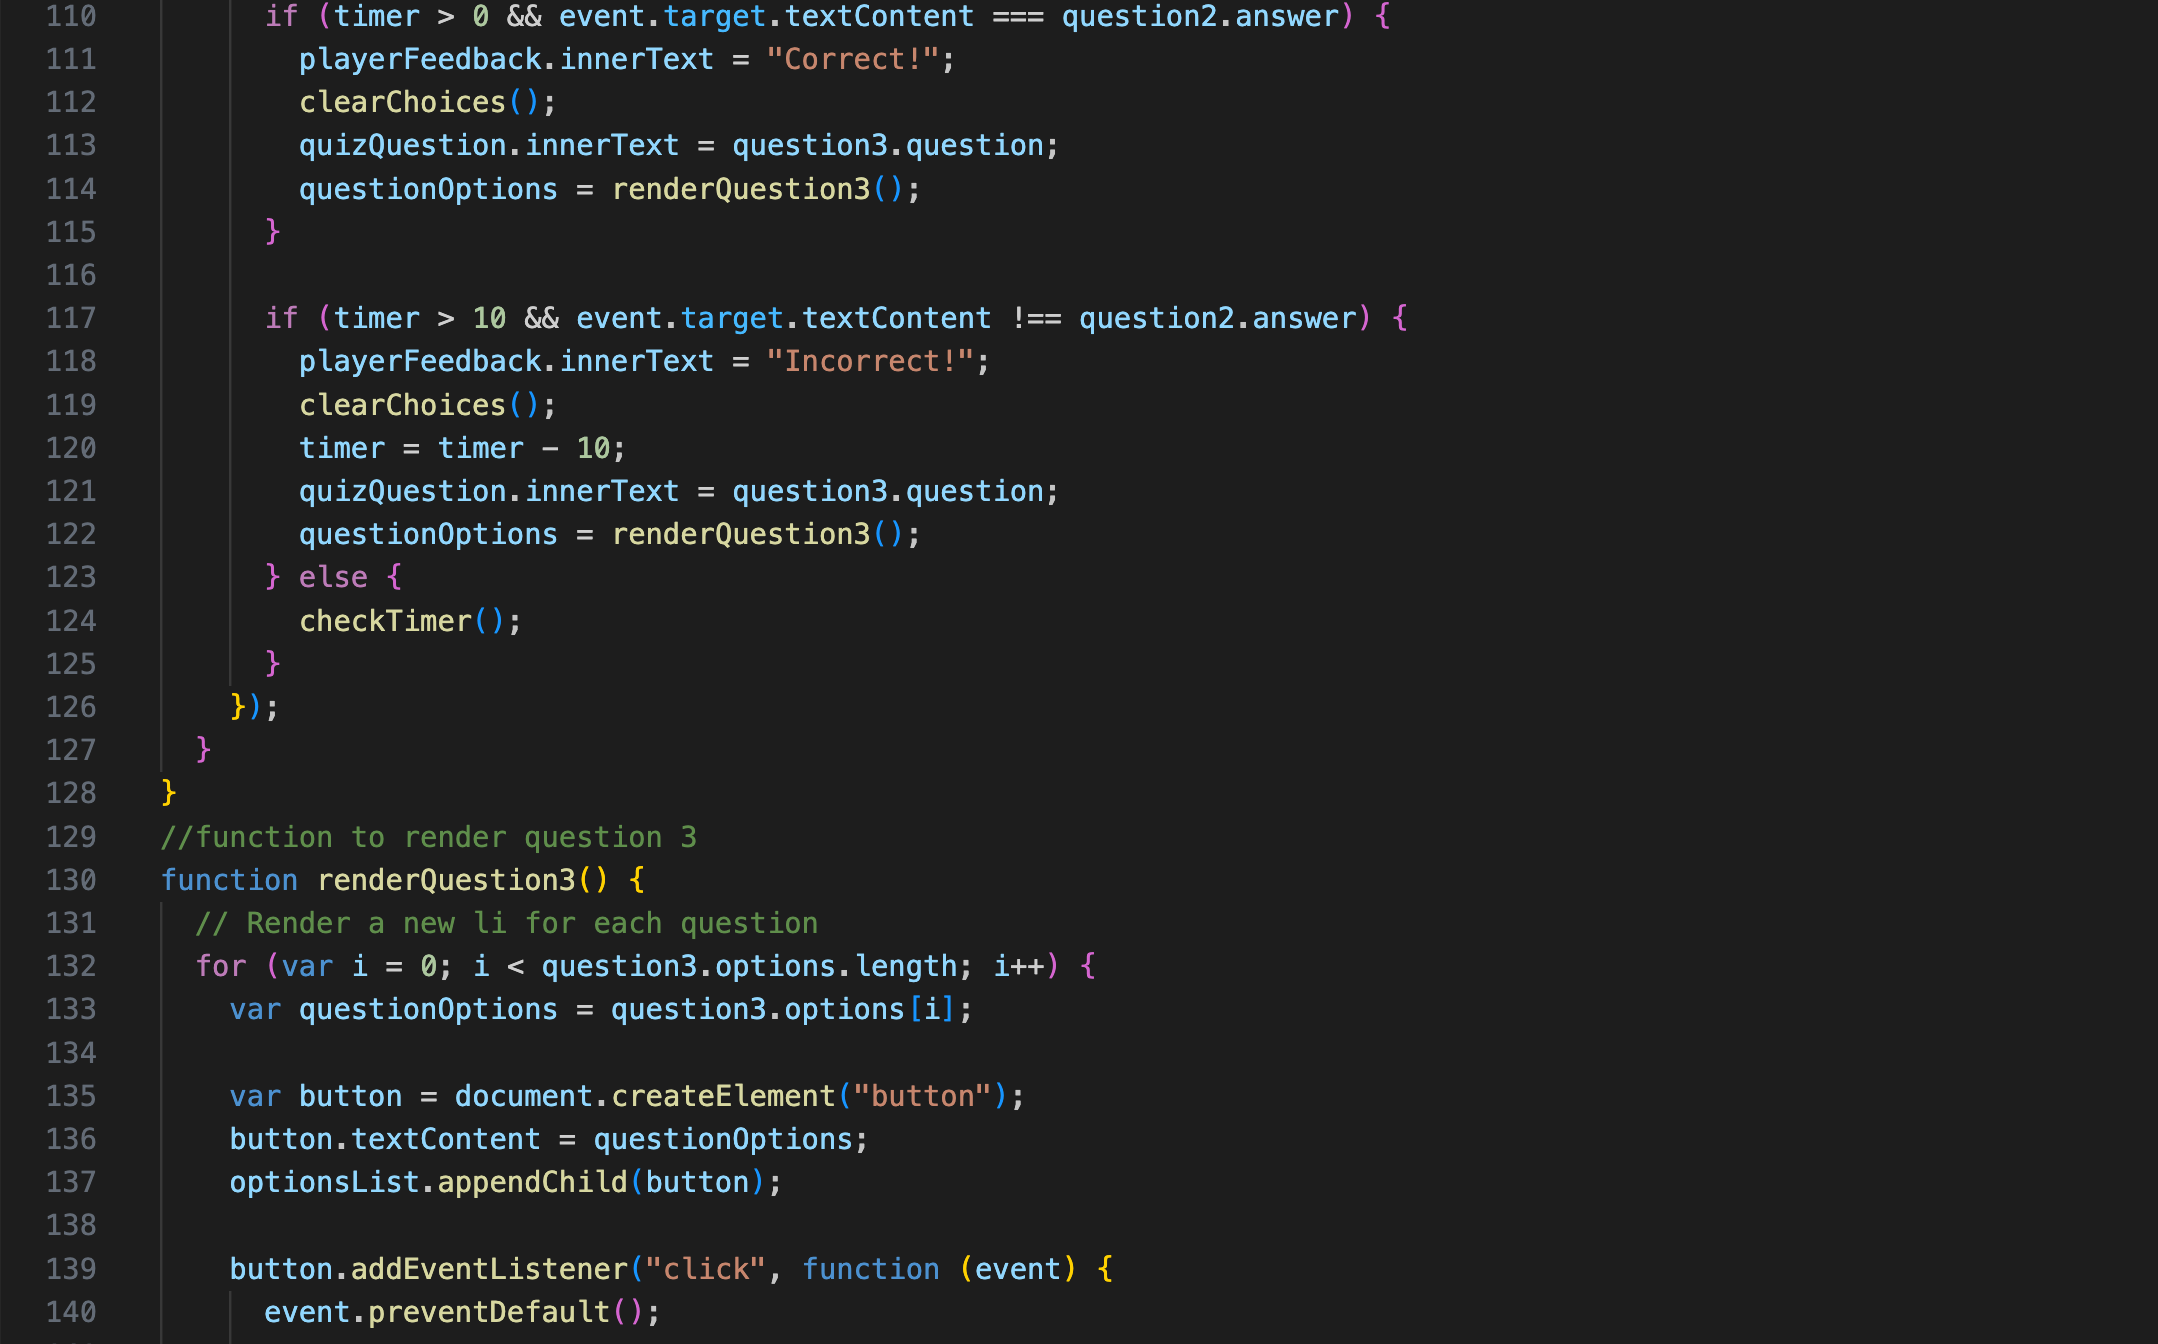 110 if (timer > 0 && event.target.textContent === question2.answer) {
111 playerFeedback.innerText = "Correct!";
112 clearChoices();
113 quizQuestion.innerText = question3.question;
114 questionOptions = renderQuestion3();
115 }
116
117 if (timer > 10 && event.target.textContent !== question2.answer) {
118 playerFeedback.innerText = "Incorrect!";
119 clearChoices();
120 timer = timer - 10;
121 quizQuestion.innerText = question3.question;
122 questionOptions = renderQuestion3();
123 } else {
124 checkTimer();
125 }
126 });
127 }
128 }
129 //function to render question 3
130 function renderQuestion3() {
131 // Render a new li for each question
132 for (var i = 0; i < question3.options.length; i++) {
133 var questionOptions = question3.options[i];
134
135 var button = document.createElement("button");
136 button.textContent = questionOptions;
137 optionsList.appendChild(button);
138
139 button.addEventListener("click", function (event) {
140 event.preventDefault();